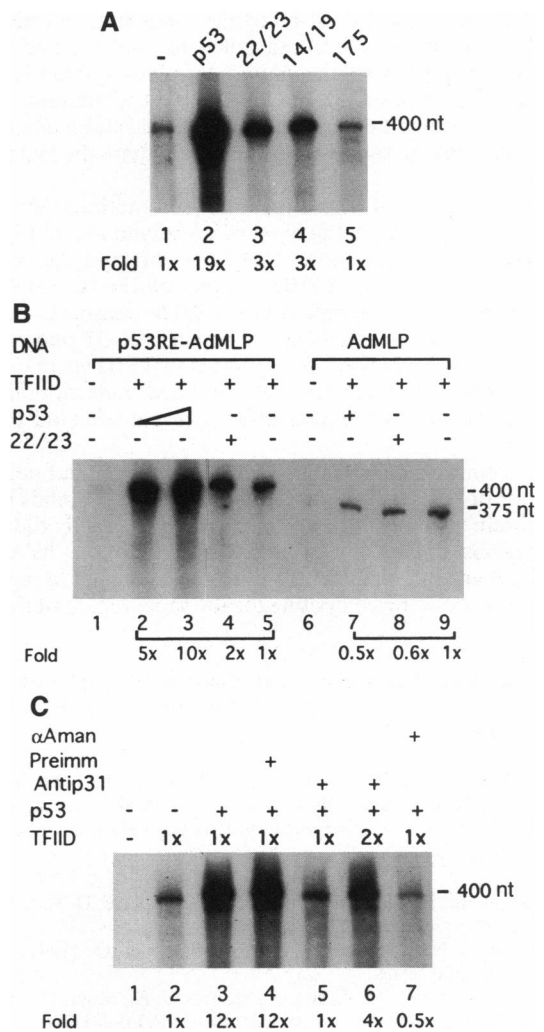 A
- p53 22/23 14/19 175
400 nt
1 2 3 4 5
Fold 1x 19x 3x 3x 1x
B
DNA p53RE-AdMLP AdMLP
TFIID - + + + + - + + +
p53 - - - - + - -
22/23 - - - + - - - + -
400 nt
375 nt
1 2 3 4 5 6 7 8 9
Fold 5x 10x 2x 1x 0.5x 0.6x 1x
C
αAman +
Preimm +
Antip31 + +
p53 - - + + + + +
TFIID - 1x 1x 1x 1x 2x 1x
400 nt
1 2 3 4 5 6 7
Fold 1x 12x 12x 1x 4x 0.5x